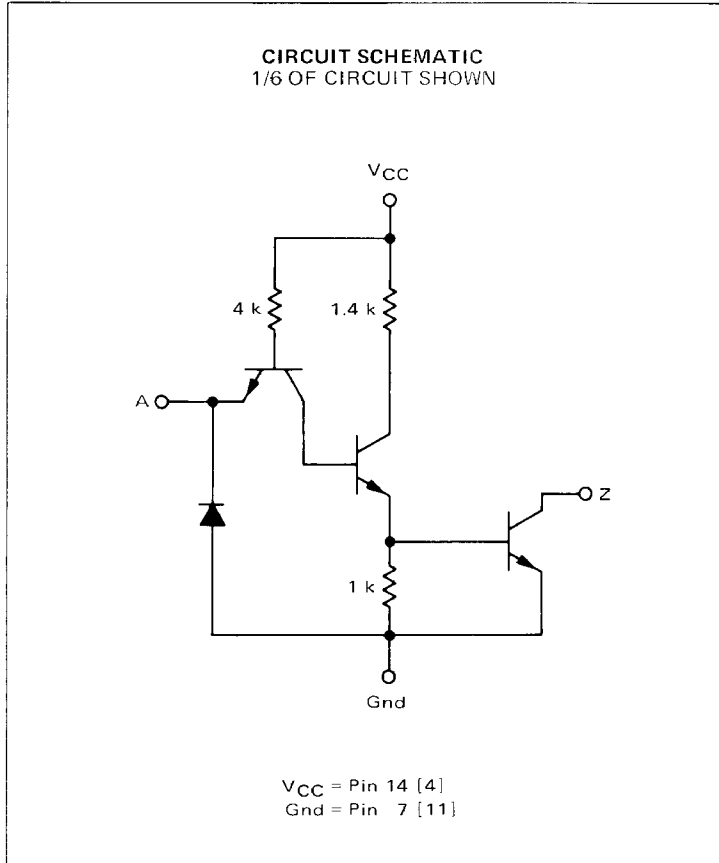 CIRCUIT SCHEMATIC
1/6 OF CIRCUIT SHOWN
VCC
4 k
1.4 k
A
Z
1 k
Gnd
VCC = Pin 14 [4]
Gnd = Pin 7 [11]